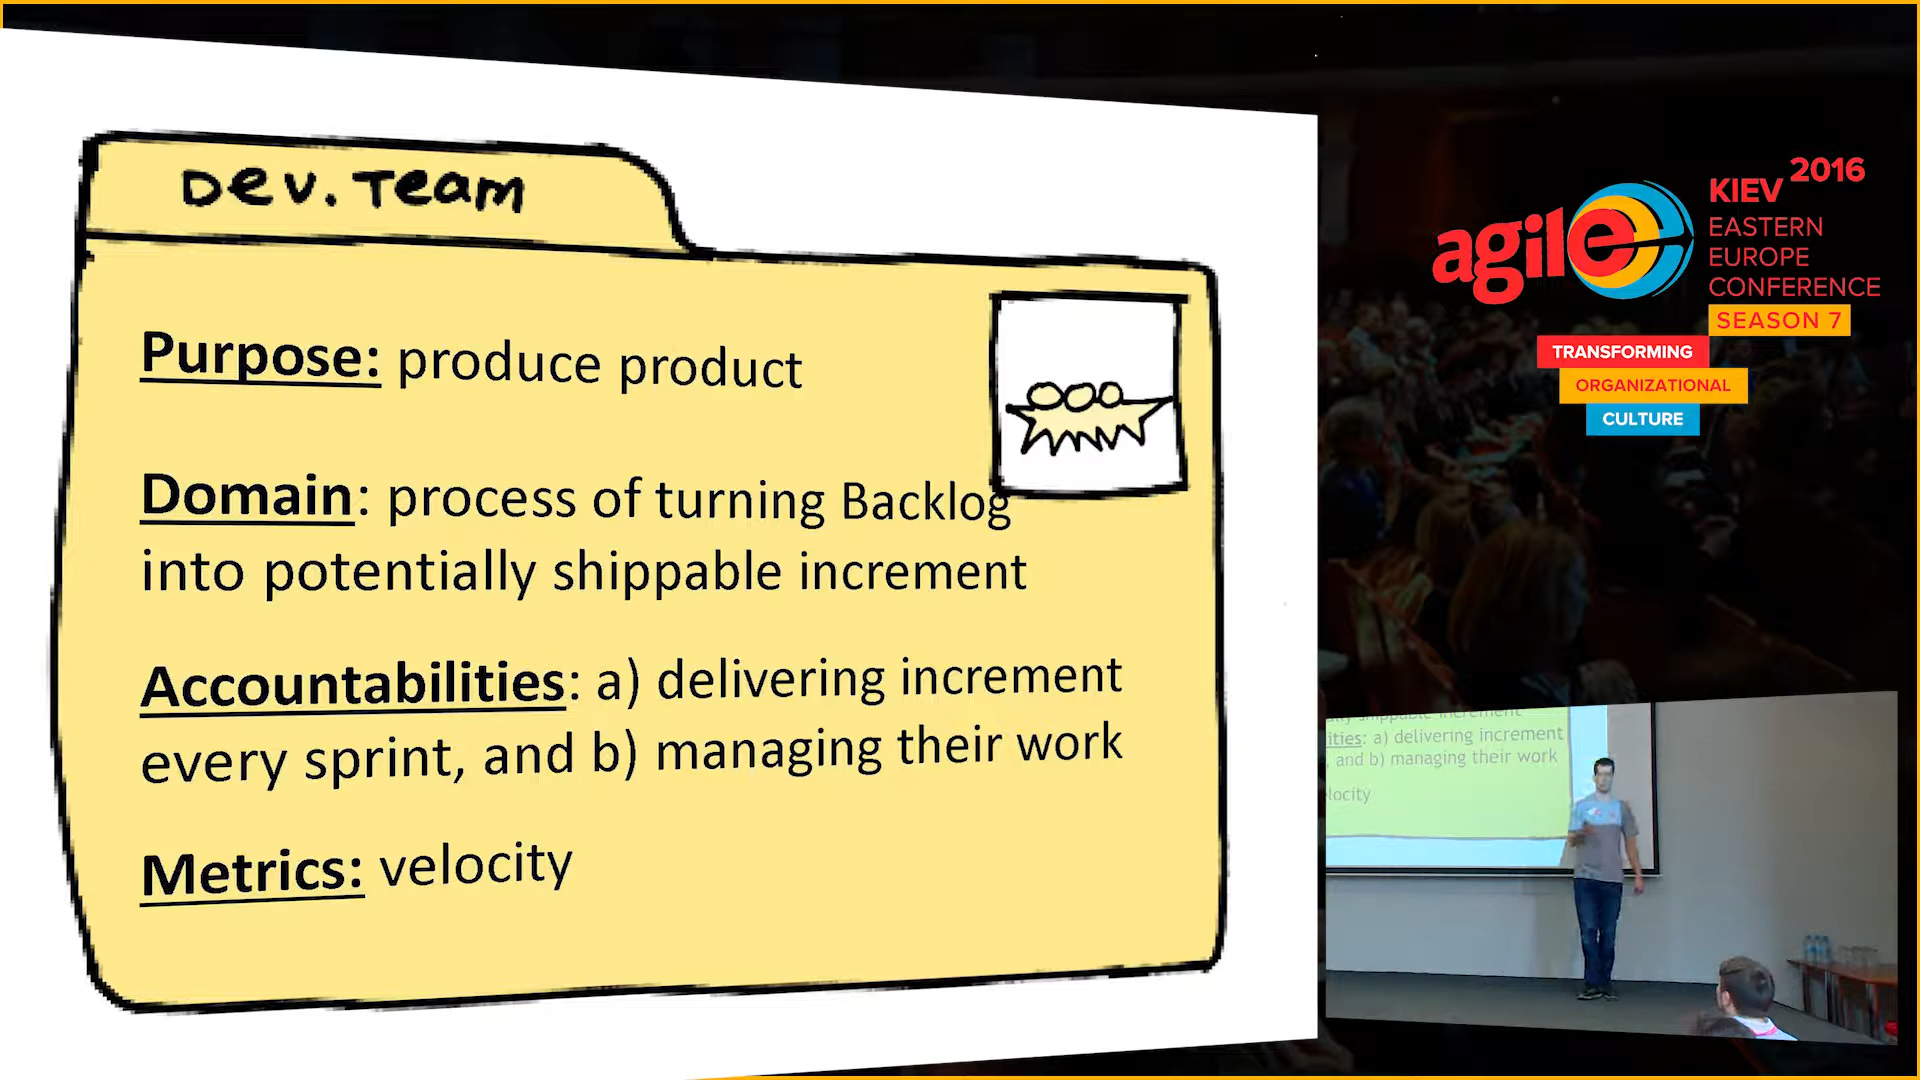 Dev. Team
Purpose: produce product
Domain: process of turning Backlog
into potentially shippable increment
Accountabilities: a) delivering increment
every sprint, and b) managing their work
Metrics: velocity
agile
KIEV 2016
EASTERN
EUROPE
CONFERENCE
SEASON 7
TRANSFORMING
ORGANIZATIONAL
CULTURE
shippable increment
ities: a) delivering increment
, and b) managing their work
locity